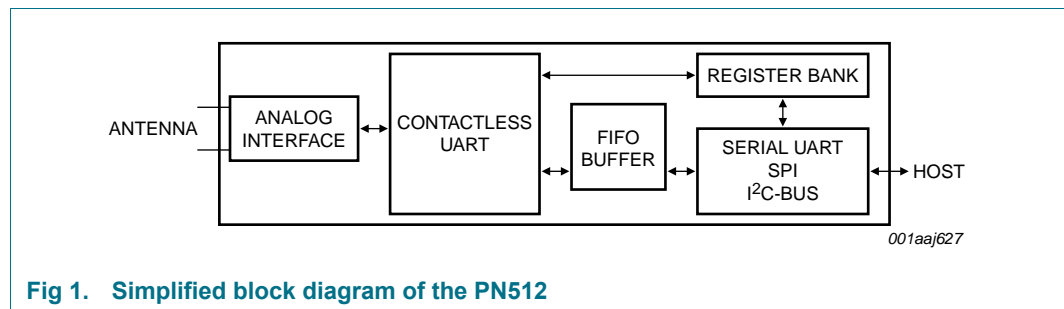 ANTENNA
ANALOG
INTERFACE
CONTACTLESS
UART
FIFO
BUFFER
REGISTER BANK
SERIAL UART
SPI
I²C-BUS
HOST
001aaj627
Fig 1. Simplified block diagram of the PN512